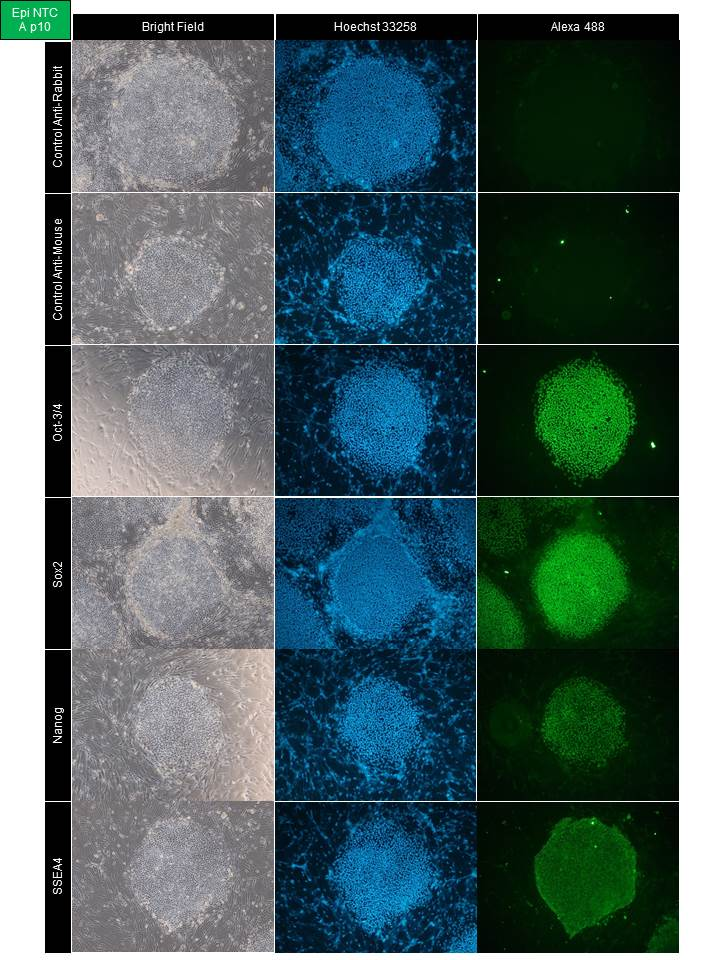 Epi NTC
A p10
Bright Field
Hoechst 33258
Alexa 488
Control Anti-Rabbit
Control Anti-Mouse
Oct-3/4
Sox2
Nanog
SSEA4